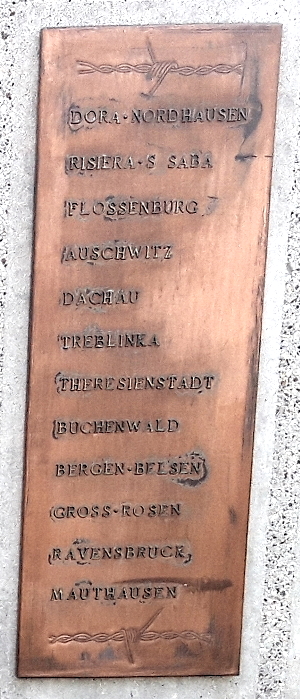 DORA-NORDHAUSEN
RISIERA-S SABA
FLOSSENBURG
AUSCHWITZ
DACHAU
TREBLINKA
THERESIENSTADT
BUCHENWALD
BERGEN-BELSEN
GROSS-ROSEN
RAVENSBRUCK
MAUTHAUSEN